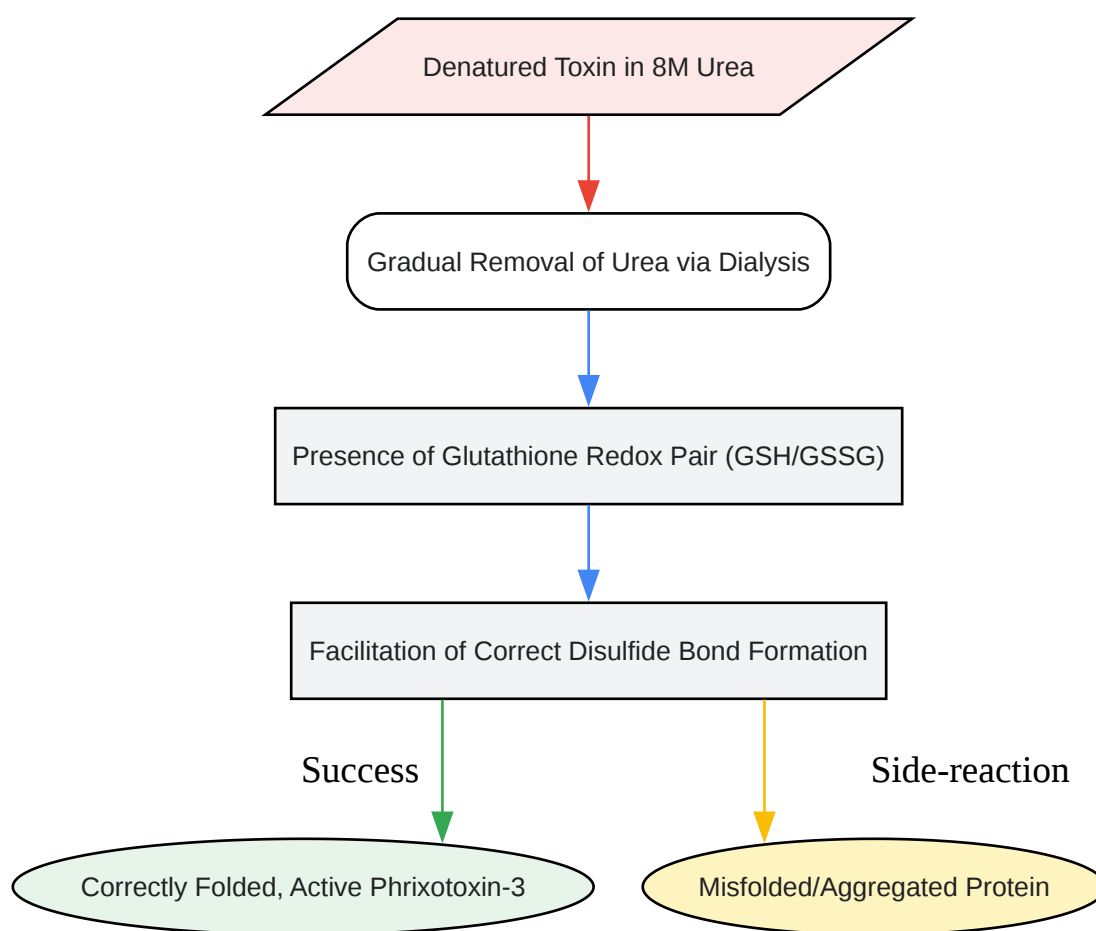 Denatured Toxin in 8M Urea
Gradual Removal of Urea via Dialysis
Presence of Glutathione Redox Pair (GSH/GSSG)
Facilitation of Correct Disulfide Bond Formation
Success
Side-reaction
Correctly Folded, Active Phrixotoxin-3
Misfolded/Aggregated Protein